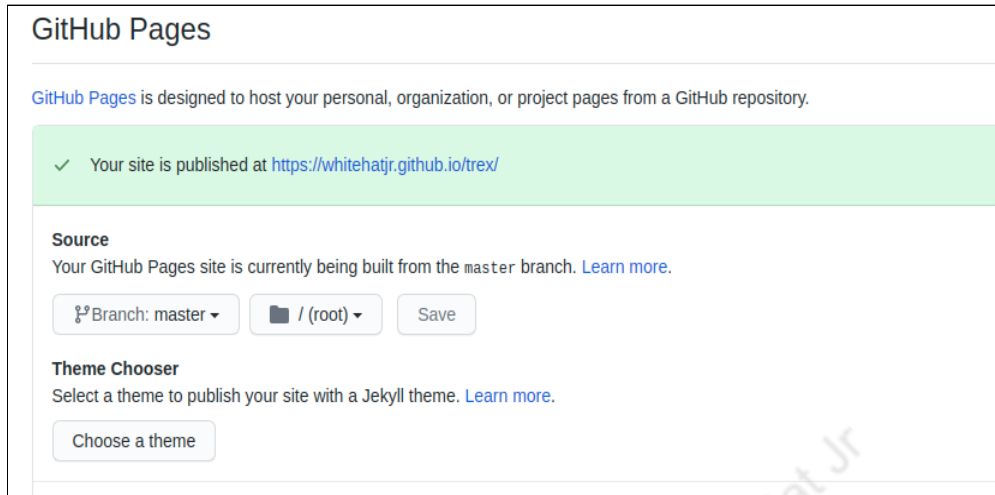 GitHub Pages
GitHub Pages is designed to host your personal, organization, or project pages from a GitHub repository.
Your site is published at https://whitehatjr.github.io/trex/
Source
Your GitHub Pages site is currently being built from the master branch. Learn more.
Branch: master / (root) Save
Theme Chooser
Select a theme to publish your site with a Jekyll theme. Learn more.
Choose a theme
Jr